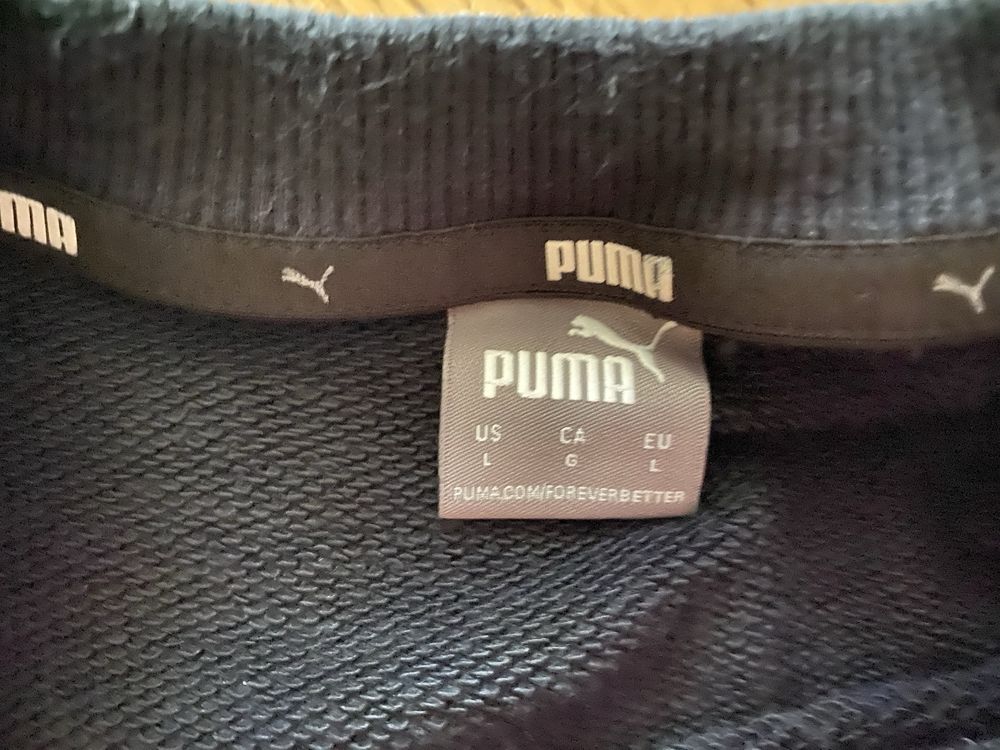 PUMA
PUMA
PUMA
US CA EU
L G L
PUMA.COM/FOREVERBETTER